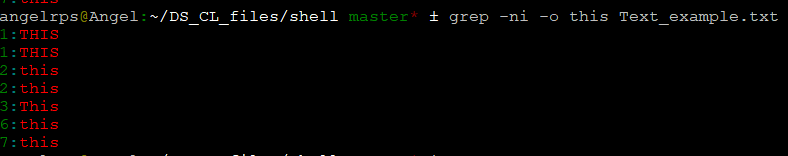 angelrps@Angel:~/DS_CL_files/shell master* ± grep -ni -o this Text_example.txt
1:THIS
1:THIS
2:this
2:this
3:This
6:this
7:this